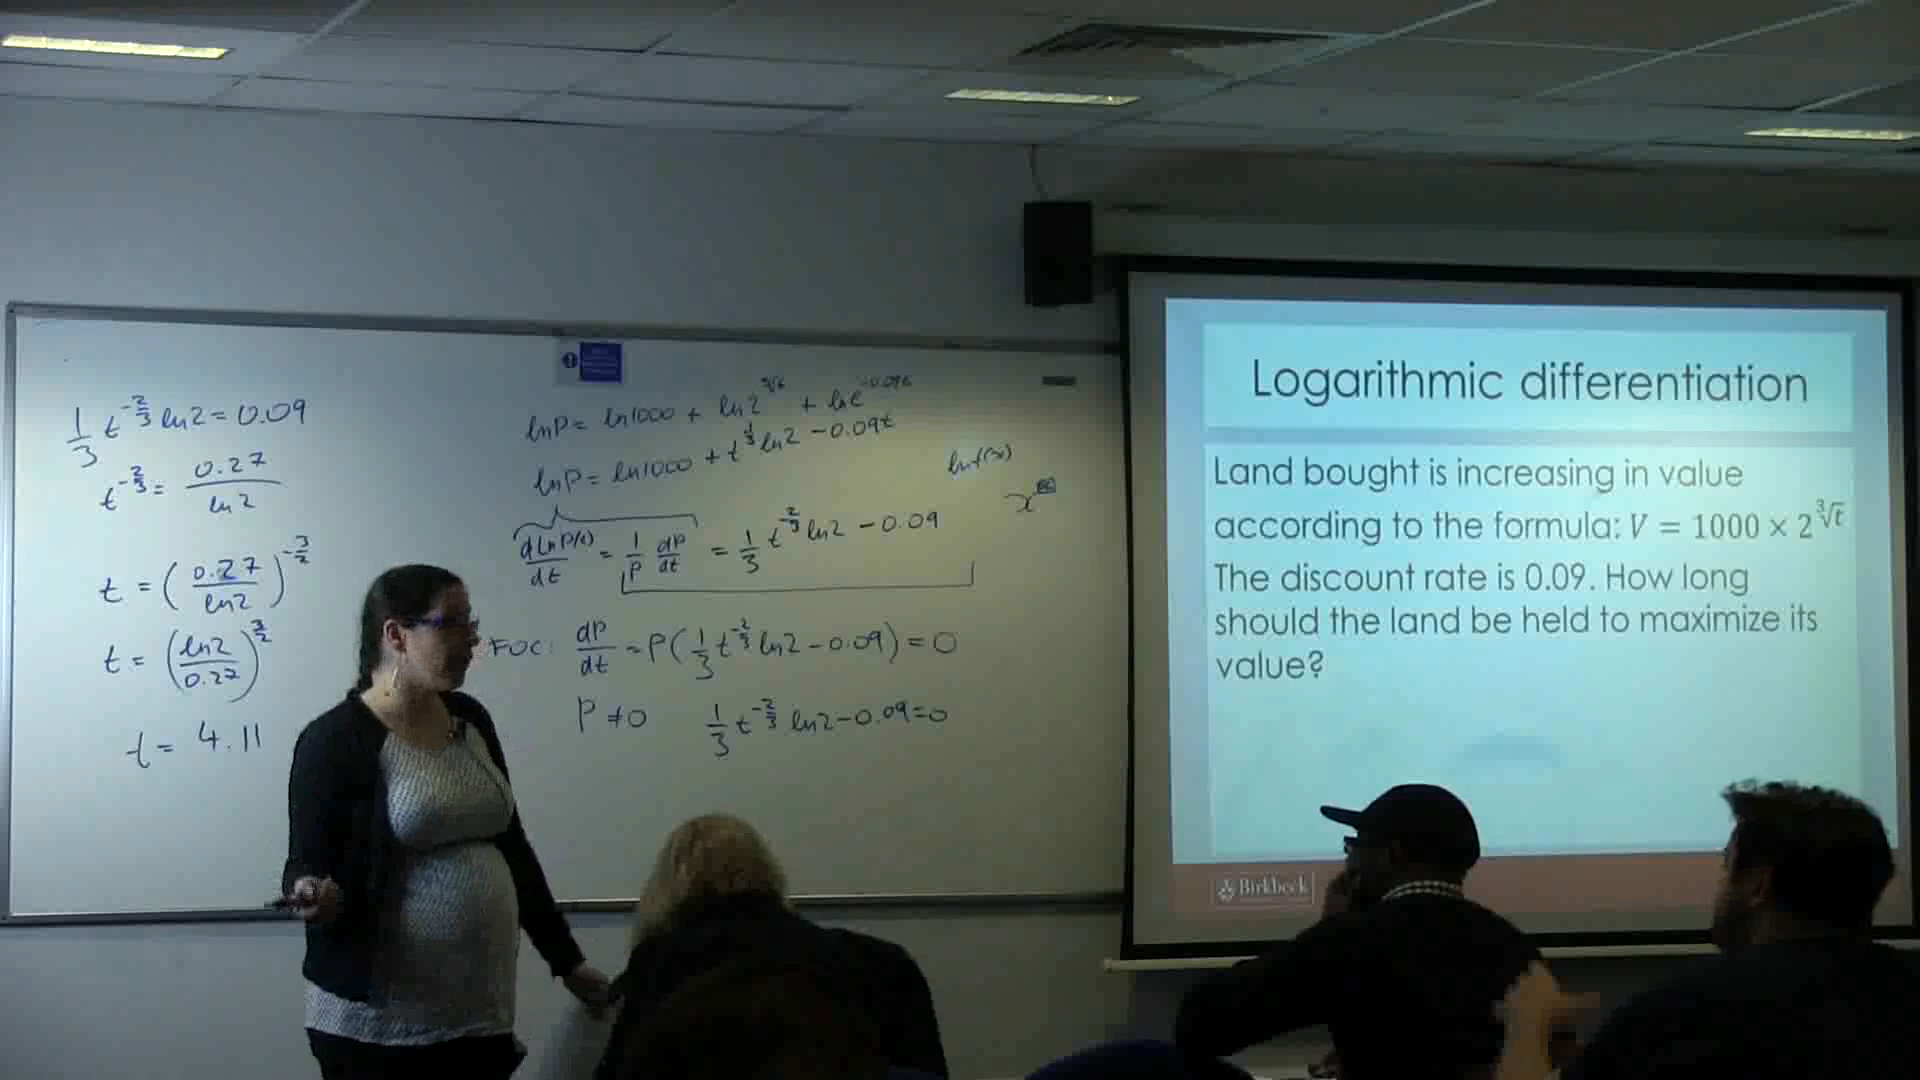 1/3 t^(-2/3) ln2 = 0.09
t^(-2/3) = 0.27/ln2
t = (0.27/ln2)^(-3/2)
t = (ln2/0.27)^(3/2)
t = 4.11
lnP = ln1000 + ln2^(∛t) + lne^(-0.09t)
lnP = ln1000 + t^(1/3) ln2 - 0.09t
lnf(x)
x
dlnP(t)/dt = 1/P dP/dt = 1/3 t^(-2/3) ln2 - 0.09
FOC: dP/dt = P(1/3 t^(-2/3) ln2 - 0.09) = 0
P ≠ 0 1/3 t^(-2/3) ln2 - 0.09 = 0
Logarithmic differentiation
Land bought is increasing in value
according to the formula: V = 1000 × 2^(∛t)
The discount rate is 0.09. How long
should the land be held to maximize its
value?
Birkbeck